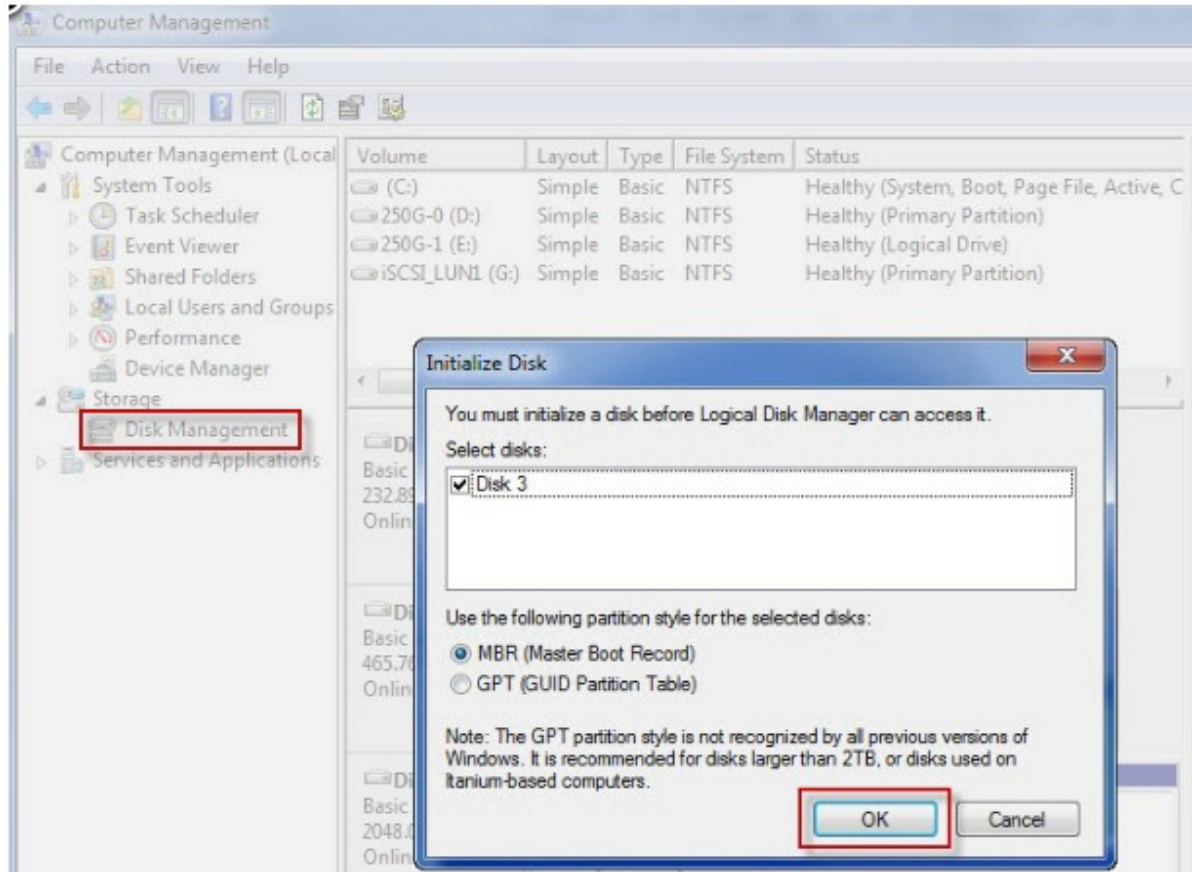 Computer Management
File Action View Help
Computer Management (Local
System Tools
Task Scheduler
Event Viewer
Shared Folders
Local Users and Groups
Performance
Device Manager
Storage
Disk Management
Services and Applications
Volume Layout Type File System Status
(C:) Simple Basic NTFS Healthy (System, Boot, Page File, Active, C
250G-0 (D:) Simple Basic NTFS Healthy (Primary Partition)
250G-1 (E:) Simple Basic NTFS Healthy (Logical Drive)
iSCSI_LUN1 (G:) Simple Basic NTFS Healthy (Primary Partition)
Di
Basic
232.89
Onlin
Di
Basic
465.76
Onlin
Di
Basic
2048.0
Onlin
Initialize Disk
You must initialize a disk before Logical Disk Manager can access it.
Select disks:
Disk 3
Use the following partition style for the selected disks:
MBR (Master Boot Record)
GPT (GUID Partition Table)
Note: The GPT partition style is not recognized by all previous versions of
Windows. It is recommended for disks larger than 2TB, or disks used on
Itanium-based computers.
OK Cancel